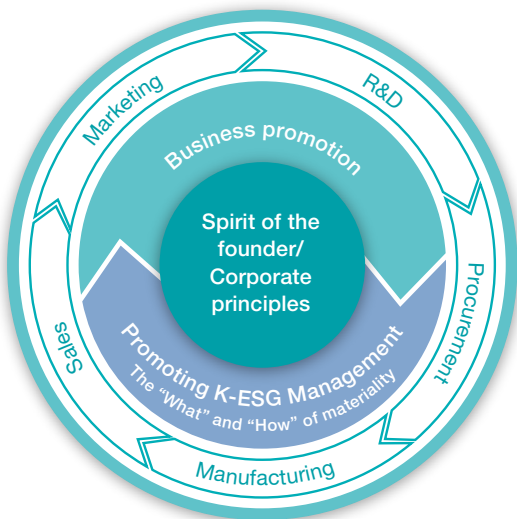 Marketing
R&D
Procurement
Manufacturing
Sales
Business promotion
Spirit of the
founder/
Corporate
principles
Promoting K-ESG Management
The “What” and “How” of materiality